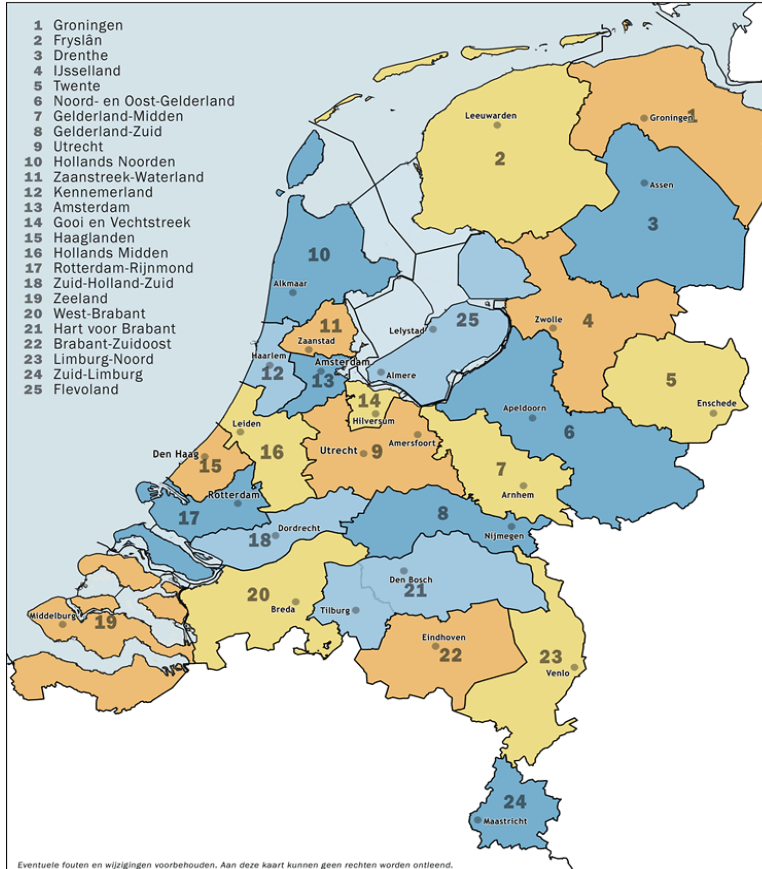 1 Groningen
2 Fryslân
3 Drenthe
4 IJsselland
5 Twente
6 Noord- en Oost-Gelderland
7 Gelderland-Midden
8 Gelderland-Zuid
9 Utrecht
10 Hollands Noorden
11 Zaanstreek-Waterland
12 Kennemerland
13 Amsterdam
14 Gooi en Vechtstreek
15 Haaglanden
16 Hollands Midden
17 Rotterdam-Rijnmond
18 Zuid-Holland-Zuid
19 Zeeland
20 West-Brabant
21 Hart voor Brabant
22 Brabant-Zuidoost
23 Limburg-Noord
24 Zuid-Limburg
25 Flevoland
Leeuwarden
2
Groningen
1
Assen
3
10
Alkmaar
11
Zaanstad
Lelystad
25
Zwolle
4
Haarlem
12
Amsterdam
13
Almere
5
Enschede
14
Hilversum
Apeldoorn
6
Leiden
16
Amersfoort
Utrecht
9
Den Haag
15
7
Arnhem
Rotterdam
17
Dordrecht
18
8
Nijmegen
Den Bosch
21
20
Breda
Tilburg
Middelburg
19
Eindhoven
22
23
Venlo
24
Maastricht
Eventuele fouten en wijzigingen voorbehouden. Aan deze kaart kunnen geen rechten worden ontleend.